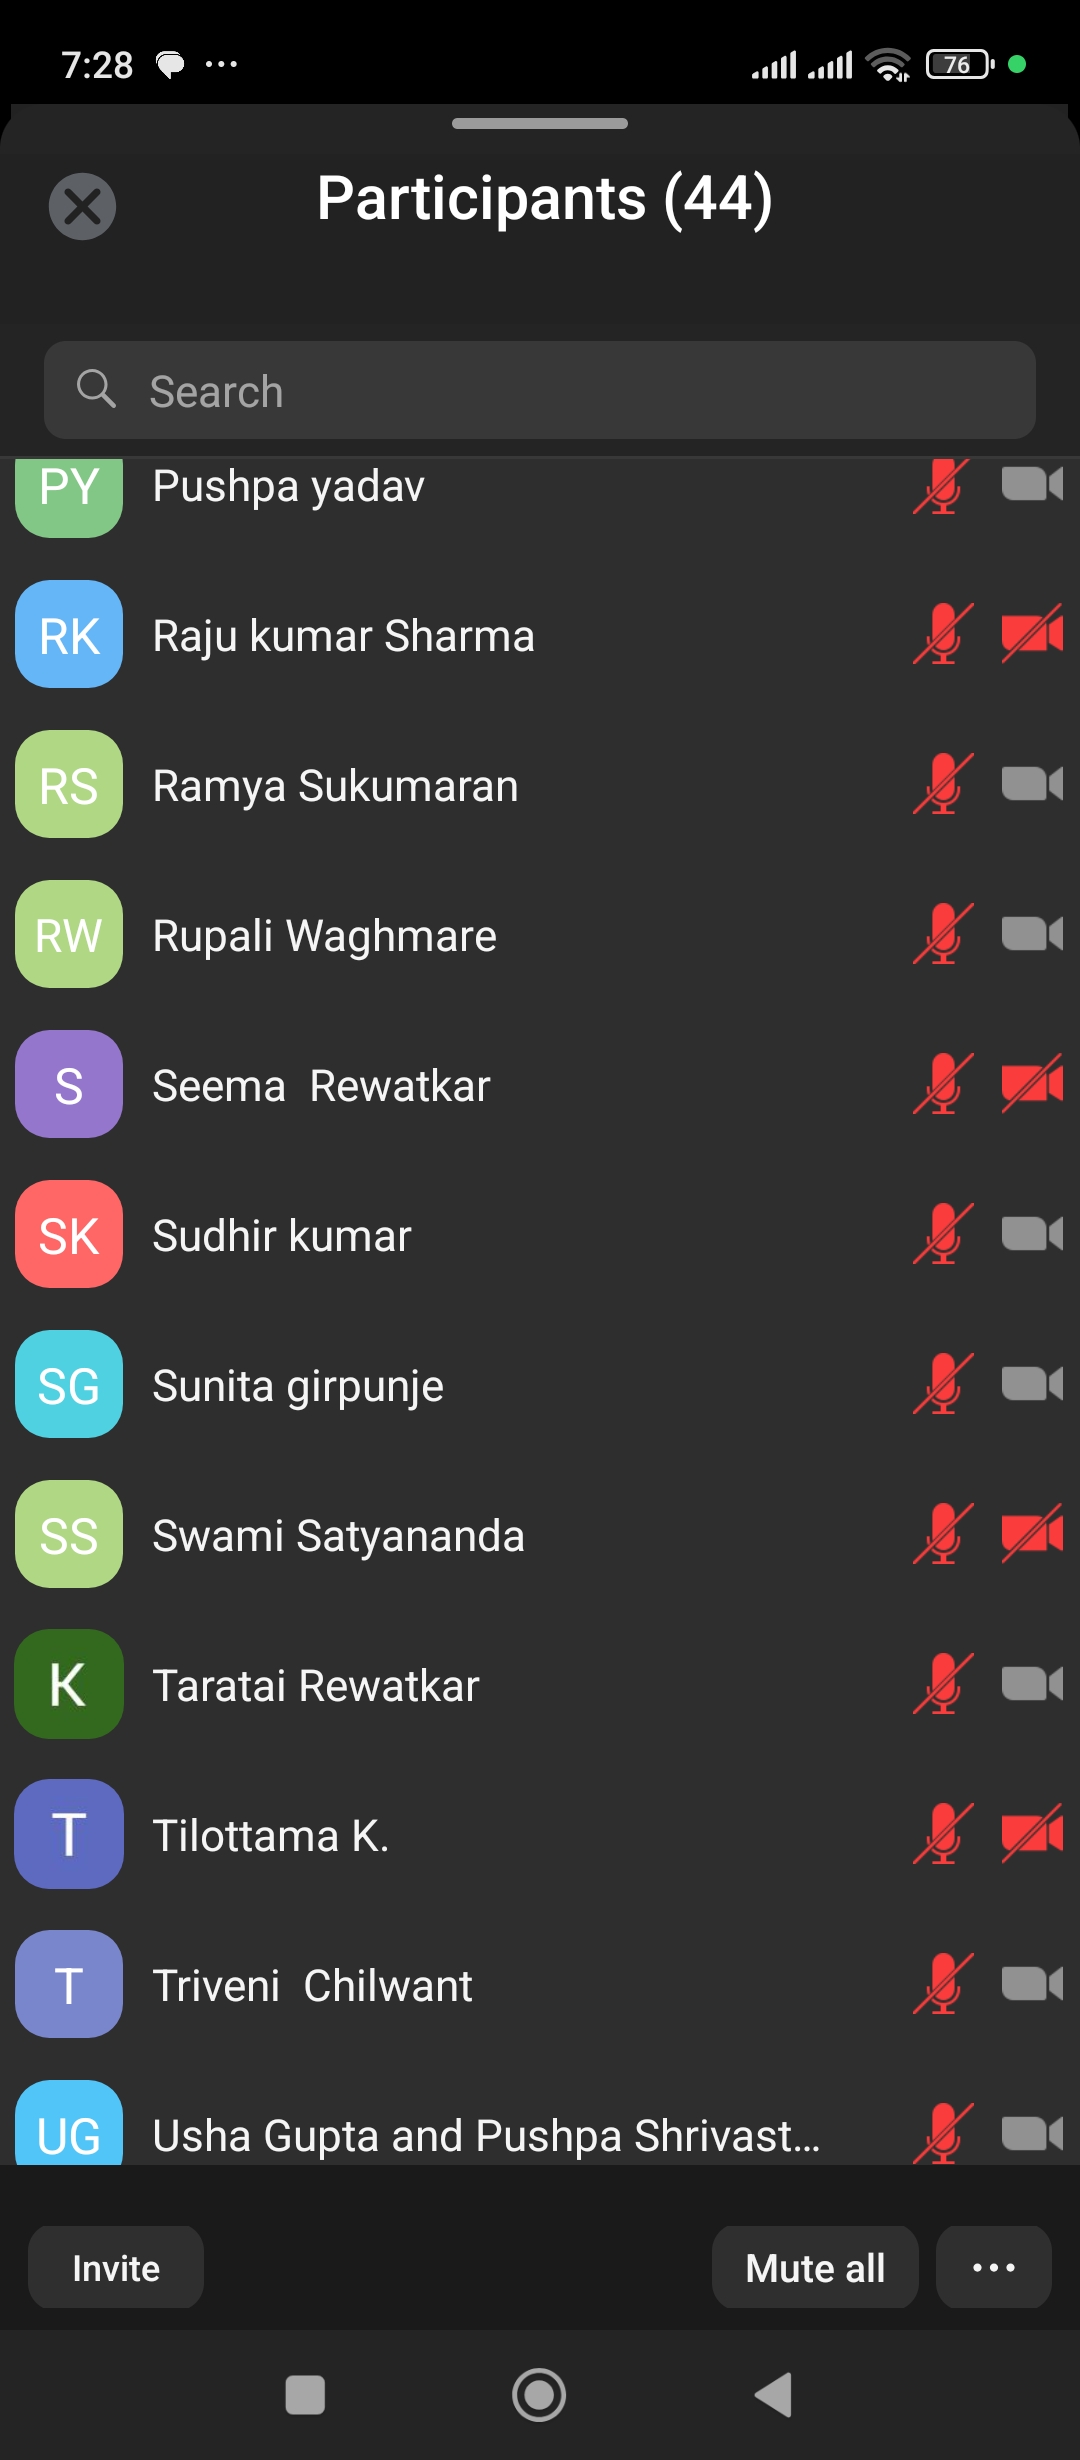 7:28
76
Participants (44)
Search
PY Pushpa yadav
RK Raju kumar Sharma
RS Ramya Sukumaran
RW Rupali Waghmare
S Seema  Rewatkar
SK Sudhir kumar
SG Sunita girpunje
SS Swami Satyananda
K Taratai Rewatkar
T Tilottama K.
T Triveni  Chilwant
UG Usha Gupta and Pushpa Shrivast...
Invite Mute all